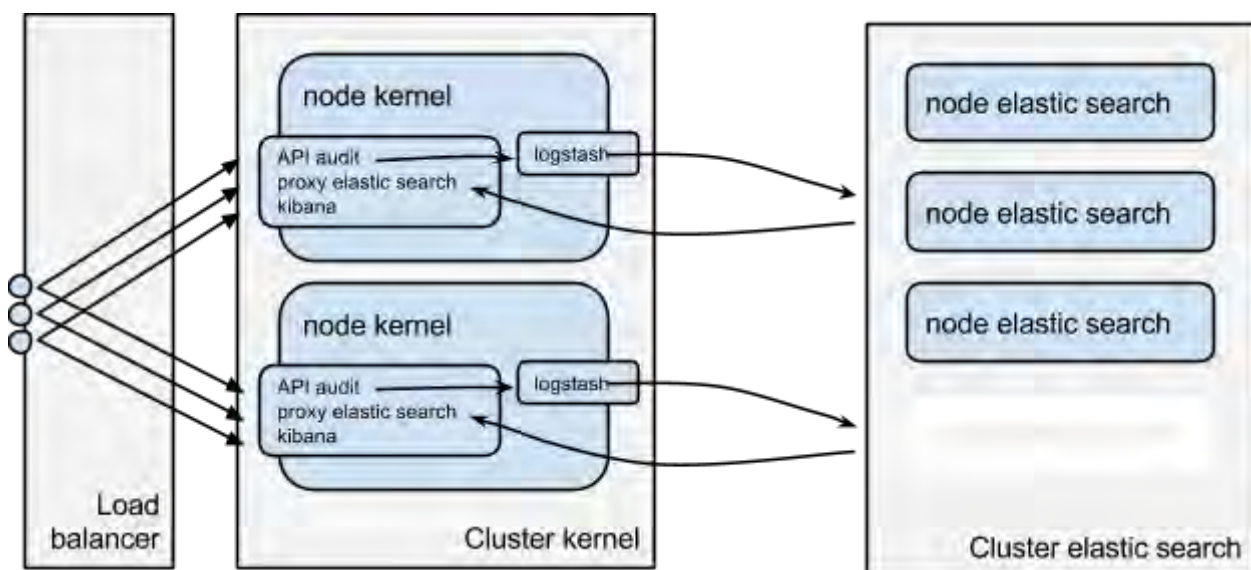 node kernel
API audit
proxy elastic search
kibana
logstash
node kernel
API audit
proxy elastic search
kibana
logstash
Load
balancer
Cluster kernel
node elastic search
node elastic search
node elastic search
Cluster elastic search